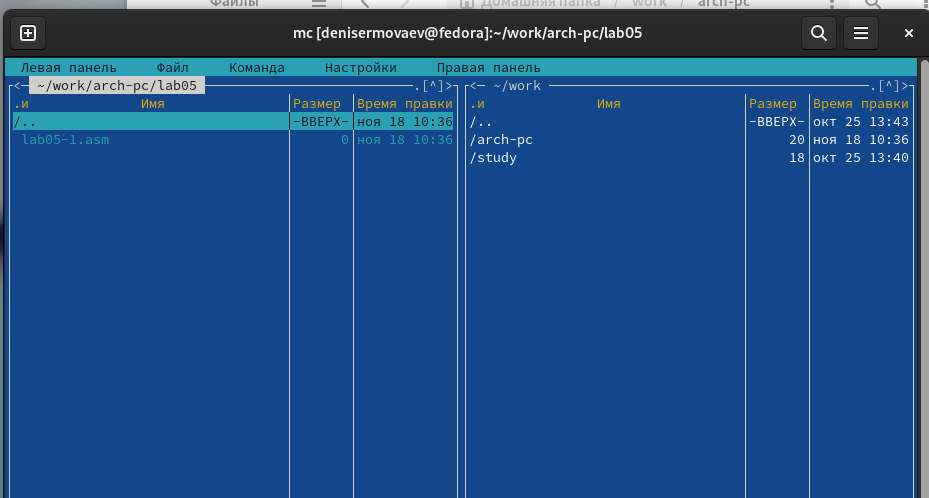 Файлы
Домашняя папка / work / arch-pc
mc [denisermovaev@fedora]:~/work/arch-pc/lab05
Левая панель Файл Команда Настройки Правая панель
<─ ~/work/arch-pc/lab05 .[^]>
.и Имя Размер Время правки
/.. -ВВЕРХ- ноя 18 10:36
lab05-1.asm 0 ноя 18 10:36
<─ ~/work .[^]>
.и Имя Размер Время правки
/.. -ВВЕРХ- окт 25 13:43
/arch-pc 20 ноя 18 10:36
/study 18 окт 25 13:40